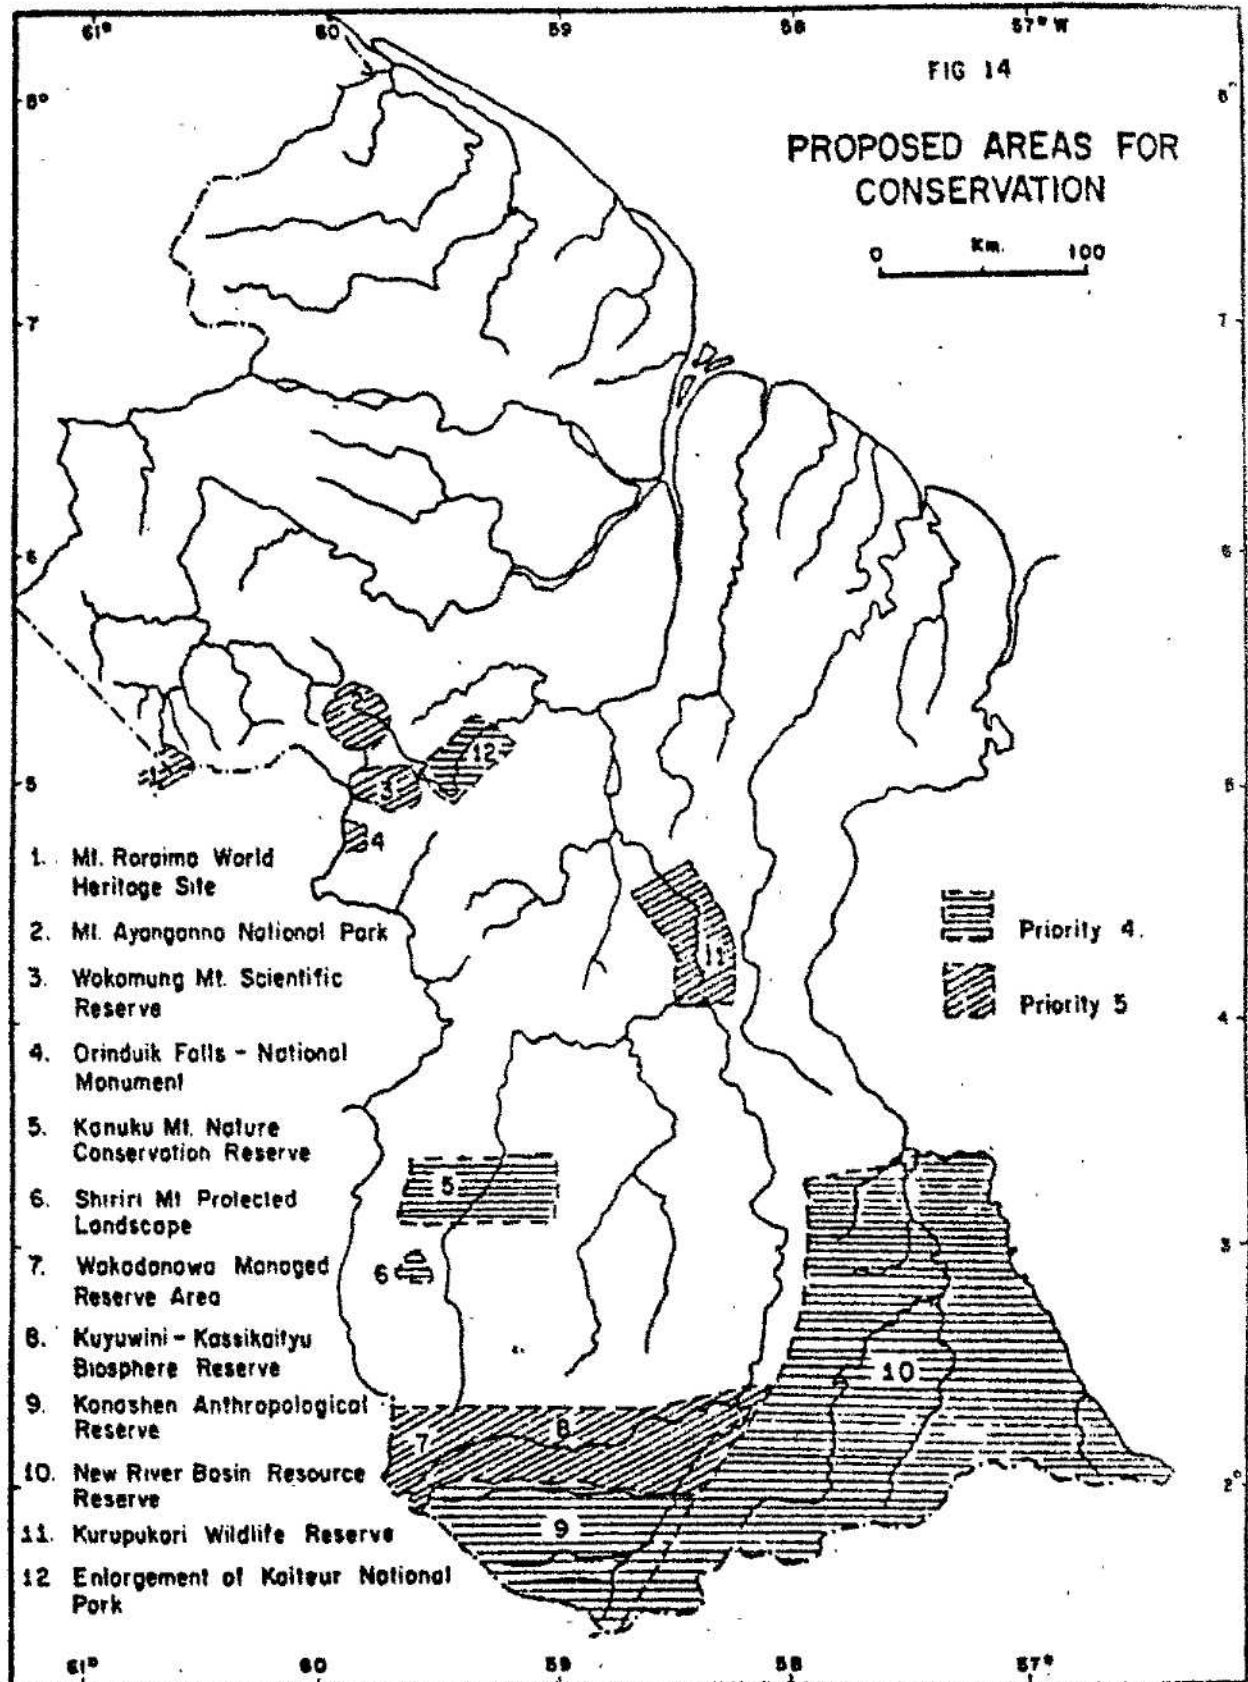 61° 60 59 58 57° W
FIG 14
8° 8°
PROPOSED AREAS FOR
CONSERVATION
Km.
0 100
7 7
6 6
12
1
3
5 5
4
1. Mt. Roraima World
Heritage Site
2. Mt. Ayanganna National Park
Priority 4.
11
3. Wokomung Mt. Scientific
Reserve
Priority 5
4
4. Orinduik Falls - National
Monument
5. Kanuku Mt. Nature
Conservation Reserve
5
6. Shiriri Mt Protected
Landscape
3
6
7. Wakadanawa Managed
Reserve Area
8. Kuyuwini - Kassikaityu
Biosphere Reserve
10
9. Konashen Anthropological
Reserve
7 8
10. New River Basin Resource
Reserve
2°
9
11. Kurupukari Wildlife Reserve
12 Enlargement of Kaiteur National
Park
61° 60 59 58 57°